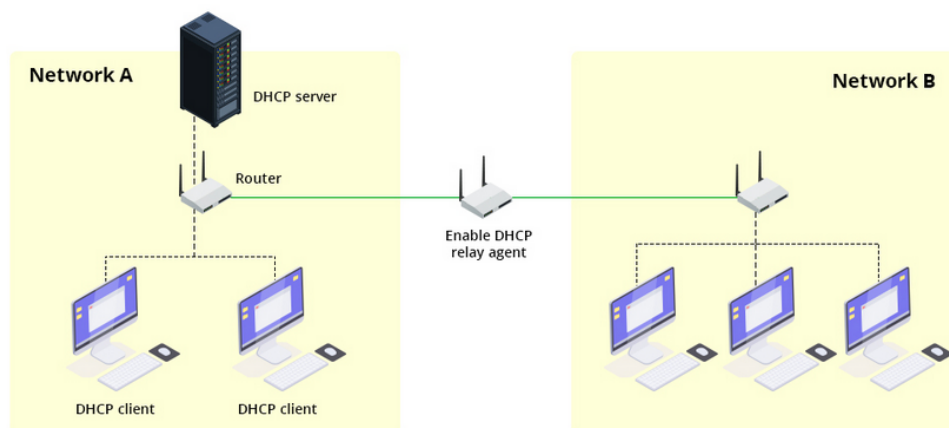 Network A
DHCP server
Network B
Router
Enable DHCP
relay agent
DHCP client
DHCP client